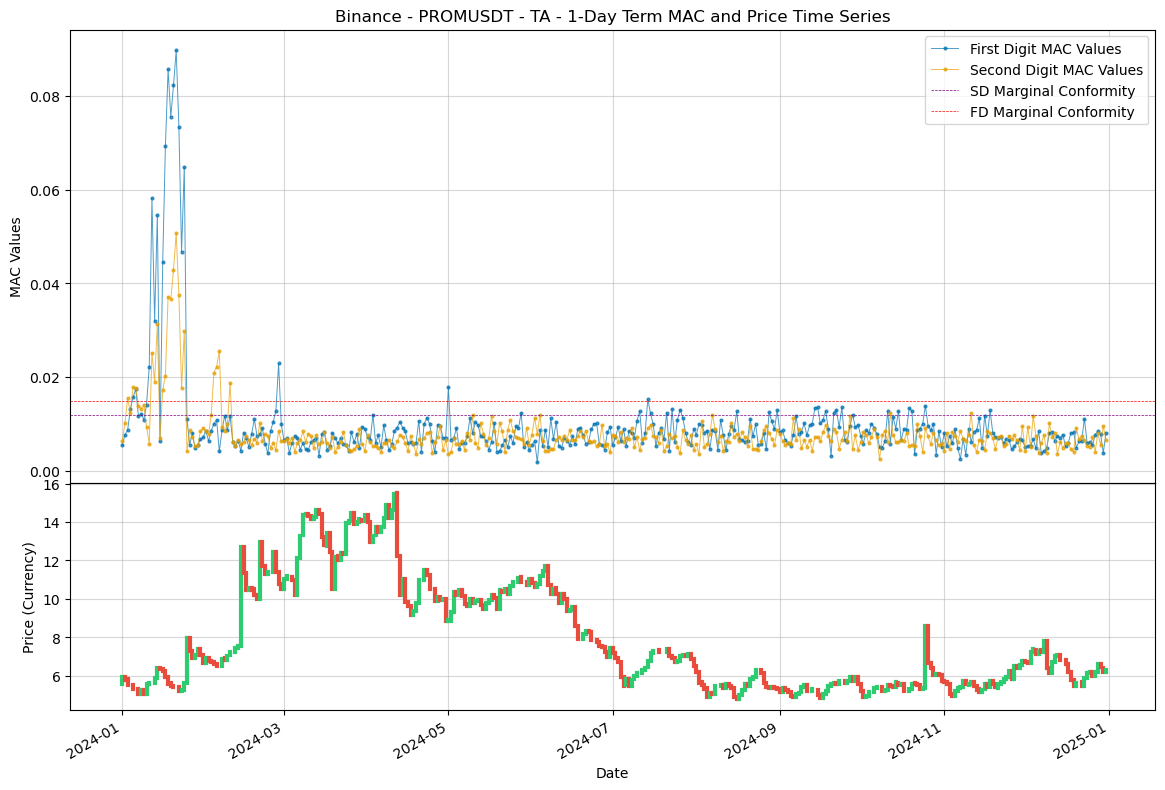 Binance - PROMUSDT - TA - 1-Day Term MAC and Price Time Series
First Digit MAC Values
Second Digit MAC Values
SD Marginal Conformity
FD Marginal Conformity
MAC Values
0.08
0.06
0.04
0.02
0.00
Price (Currency)
16
14
12
10
8
6
2024-01
2024-03
2024-05
2024-07
2024-09
2024-11
2025-01
Date